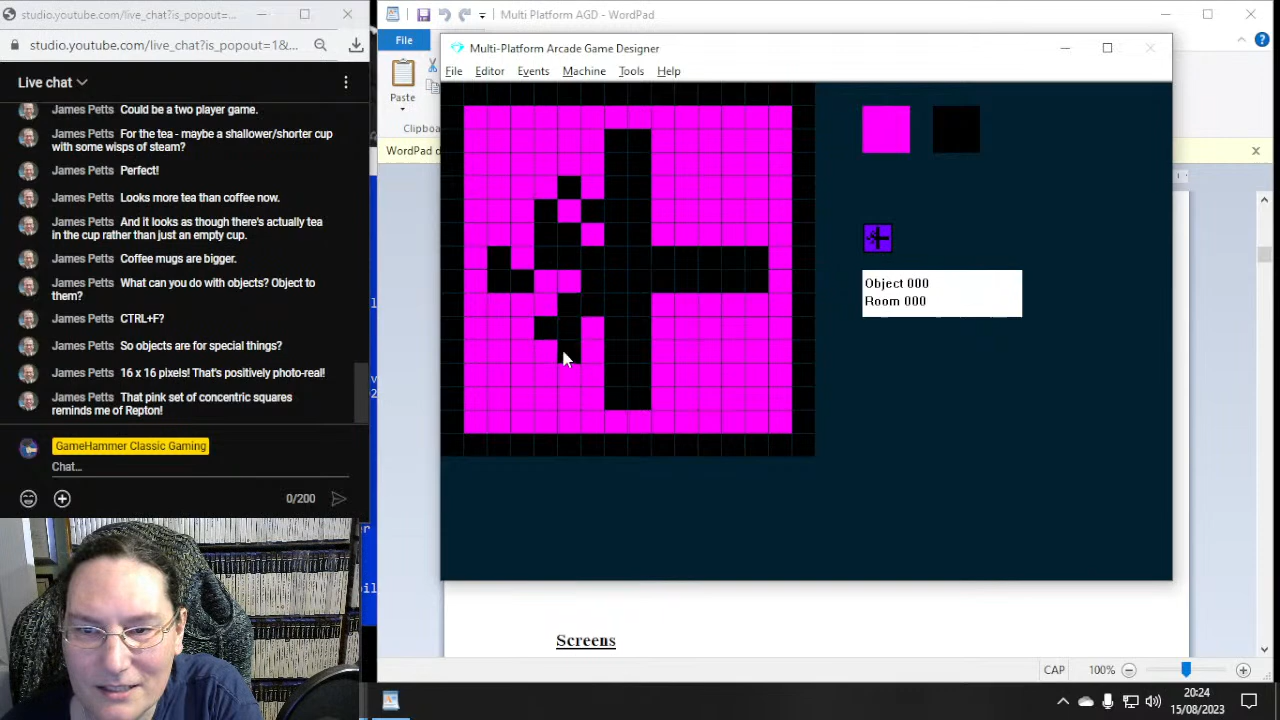 studio.youtube.com/live_chat?is_popout=...
studio.youtube.com/live_chat?is_popout=1&...
Live chat
James Petts Could be a two player game.
James Petts For the tea - maybe a shallower/shorter cup
with some wisps of steam?
James Petts Perfect!
James Petts Looks more tea than coffee now.
James Petts And it looks as though there's actually tea
in the cup rather than just an empty cup.
James Petts Coffee mugs are bigger.
James Petts What can you do with objects? Object to
them?
James Petts CTRL+F?
James Petts So objects are for special things?
James Petts 16 x 16 pixels! That's positively photo-real!
James Petts That pink set of concentric squares
reminds me of Repton!
GameHammer Classic Gaming
Chat...
0/200
Multi Platform AGD - WordPad
File
Paste
Clipboa
WordPad d
Multi-Platform Arcade Game Designer
File Editor Events Machine Tools Help
Object 000
Room 000
Screens
CAP 100%
20:24
15/08/2023